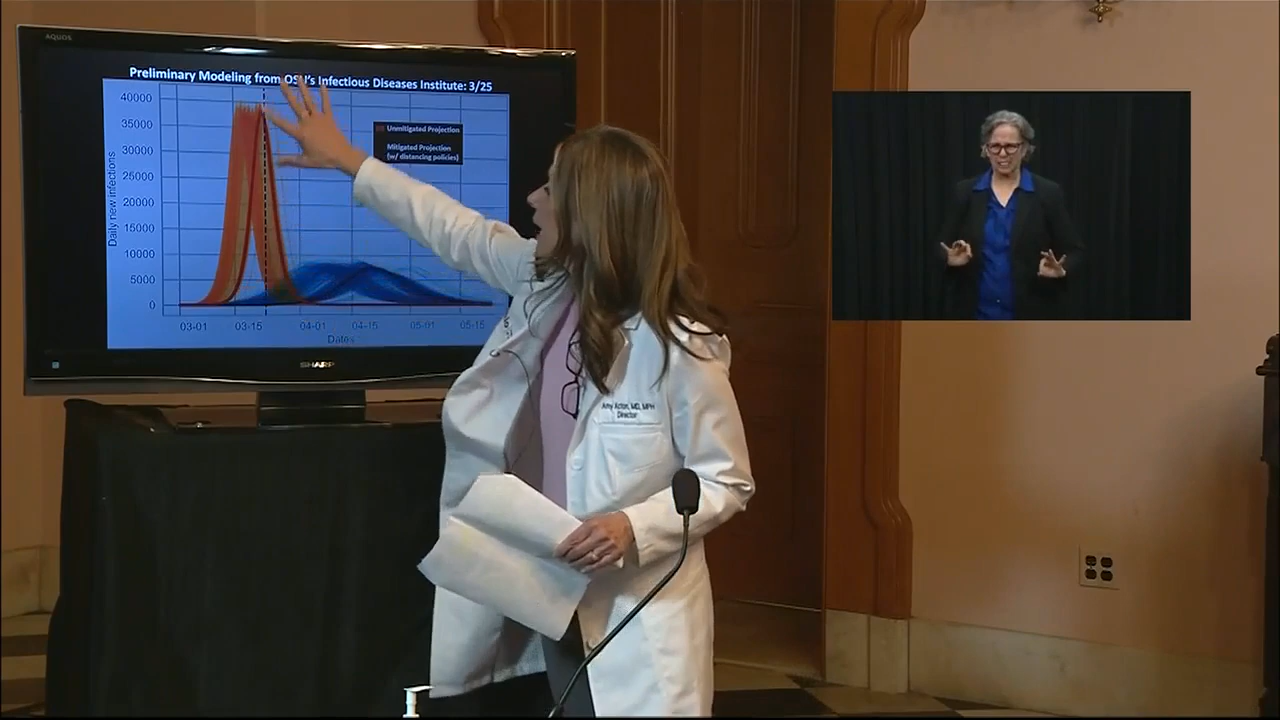 AQUOS
Preliminary Modeling from OSU's Infectious Diseases Institute: 3/25
40000
35000
30000
25000
20000
15000
10000
5000
0
Daily new infections
Unmitigated Projection
Mitigated Projection
(w/ distancing policies)
03-01 03-15 04-01 04-15 05-01 05-15
Dates
SHARP
Amy Acton, MD, MPH
Director